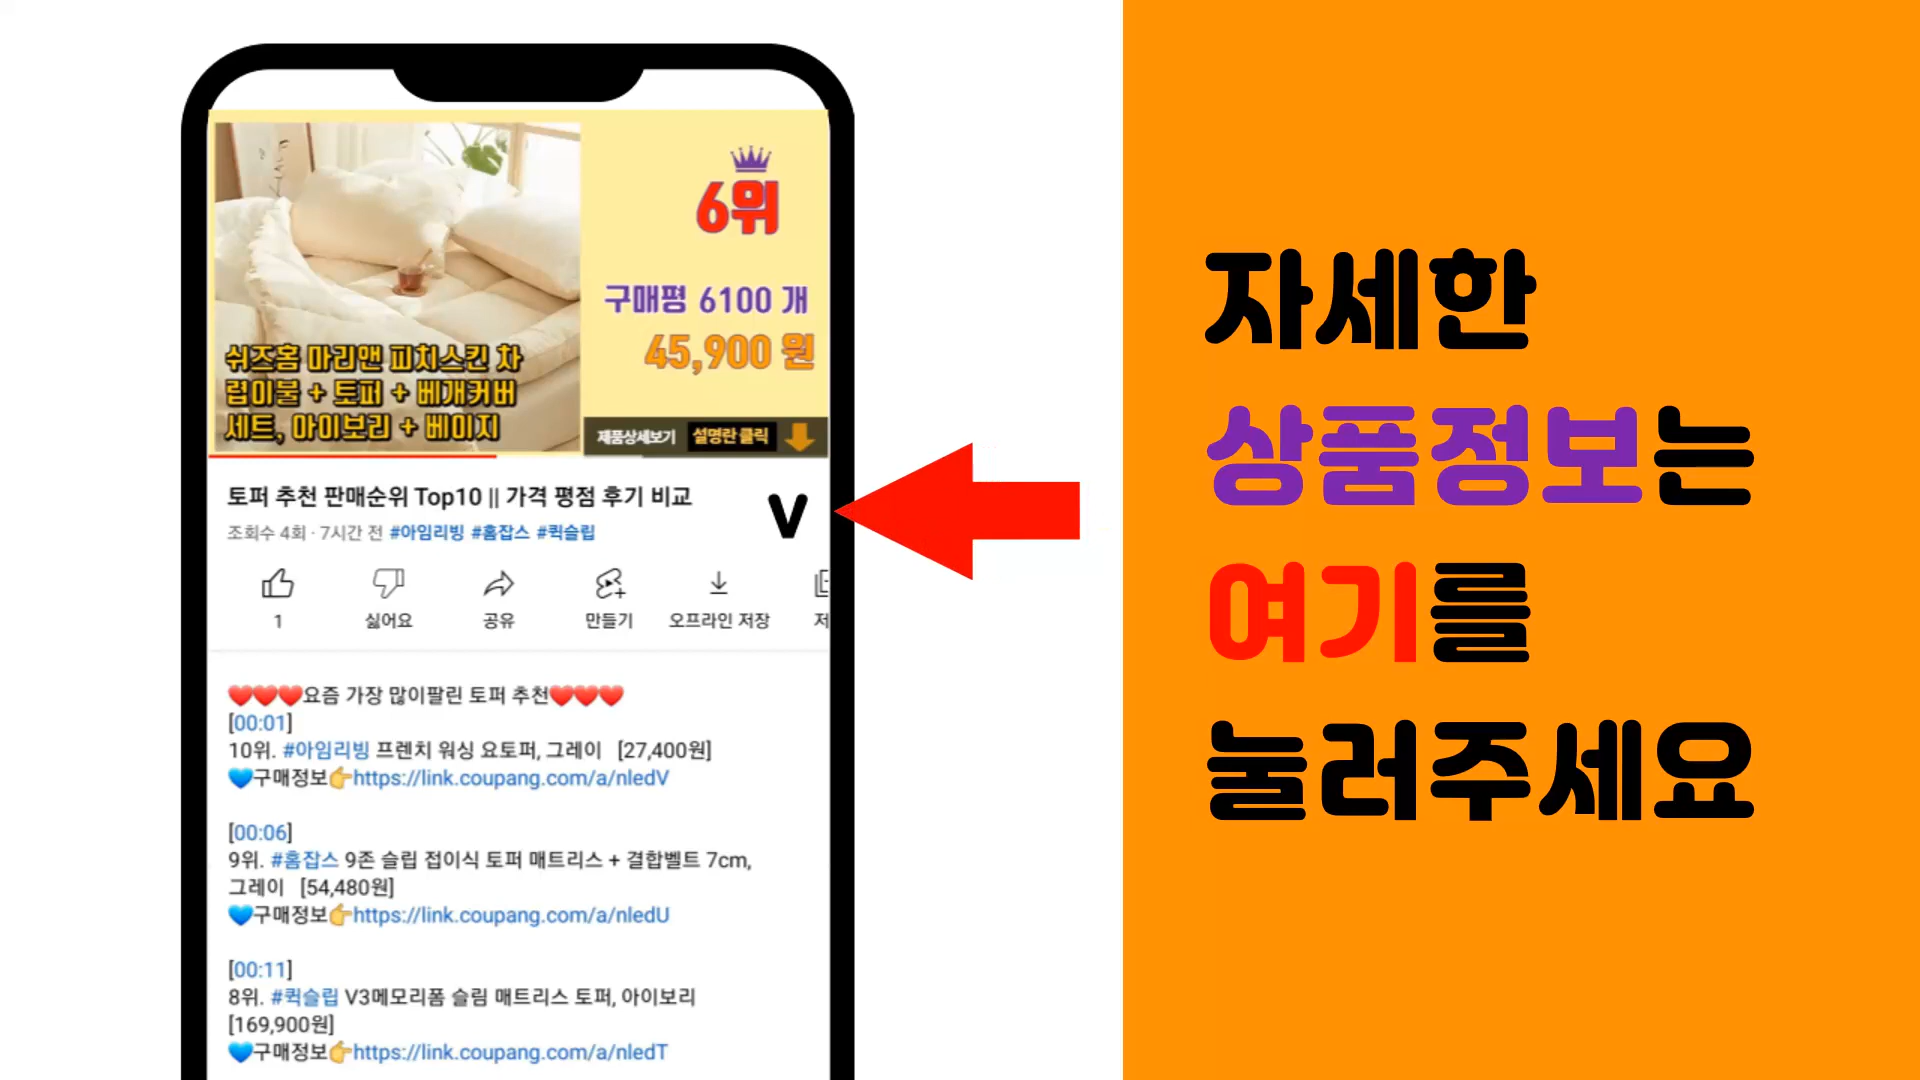 6위
구매평 6100 개
45,900 원
쉬즈홈 마리앤 피치스킨 차
렵이불 + 토퍼 + 베개커버
세트, 아이보리 + 베이지
제품상세보기 설명란 클릭
토퍼 추천 판매순위 Top10 || 가격 평점 후기 비교
조회수 4회 · 7시간 전 #아임리빙 #홈잡스 #퀵슬립
V
1 싫어요 공유 만들기 오프라인 저장 저
❤️❤️❤️요즘 가장 많이팔린 토퍼 추천❤️❤️❤️
[00:01]
10위. #아임리빙 프렌치 워싱 요토퍼, 그레이 [27,400원]
💙구매정보👉https://link.coupang.com/a/nledV
[00:06]
9위. #홈잡스 9존 슬립 접이식 토퍼 매트리스 + 결합벨트 7cm,
그레이 [54,480원]
💙구매정보👉https://link.coupang.com/a/nledU
[00:11]
8위. #퀵슬립 V3메모리폼 슬림 매트리스 토퍼, 아이보리
[169,900원]
💙구매정보👉https://link.coupang.com/a/nledT
자세한
상품정보는
여기를
눌러주세요